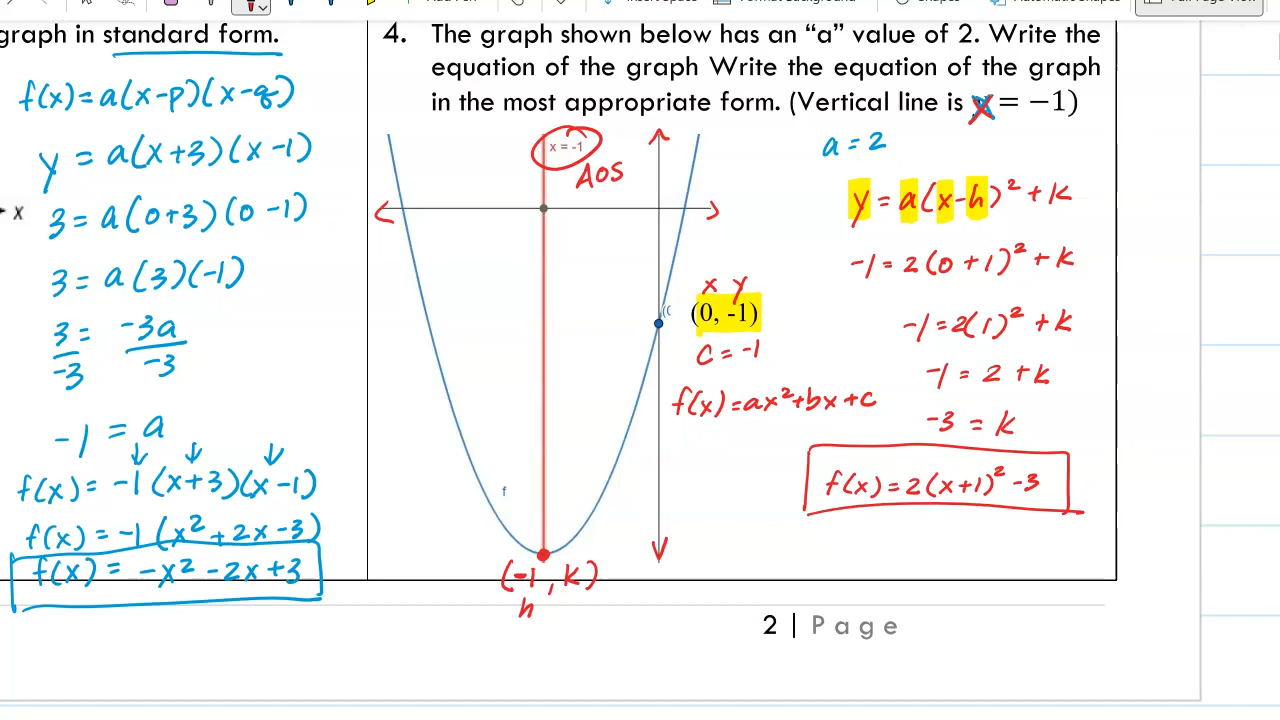 graph in standard form.
f(x)=a(x-p)(x-q)
y = a(x+3)(x-1)
x
3 = a(0+3)(0-1)
3 = a(3)(-1)
3 = -3a
-3 -3
-1 = a
f(x) = -1(x+3)(x-1)
f(x) = -1(x² + 2x - 3)
f(x) = -x² - 2x + 3
4. The graph shown below has an “a” value of 2. Write the
equation of the graph Write the equation of the graph
in the most appropriate form. (Vertical line is x = −1)
x = -1
AOS
a = 2
y = a(x-h)² + k
-1 = 2(0+1)² + k
x y
(0, -1)
c = -1
-1 = 2(1)² + k
-1 = 2 + k
f(x) = ax² + bx + c
-3 = k
f(x) = 2(x+1)² - 3
f
(-1, k)
h
2 | Page